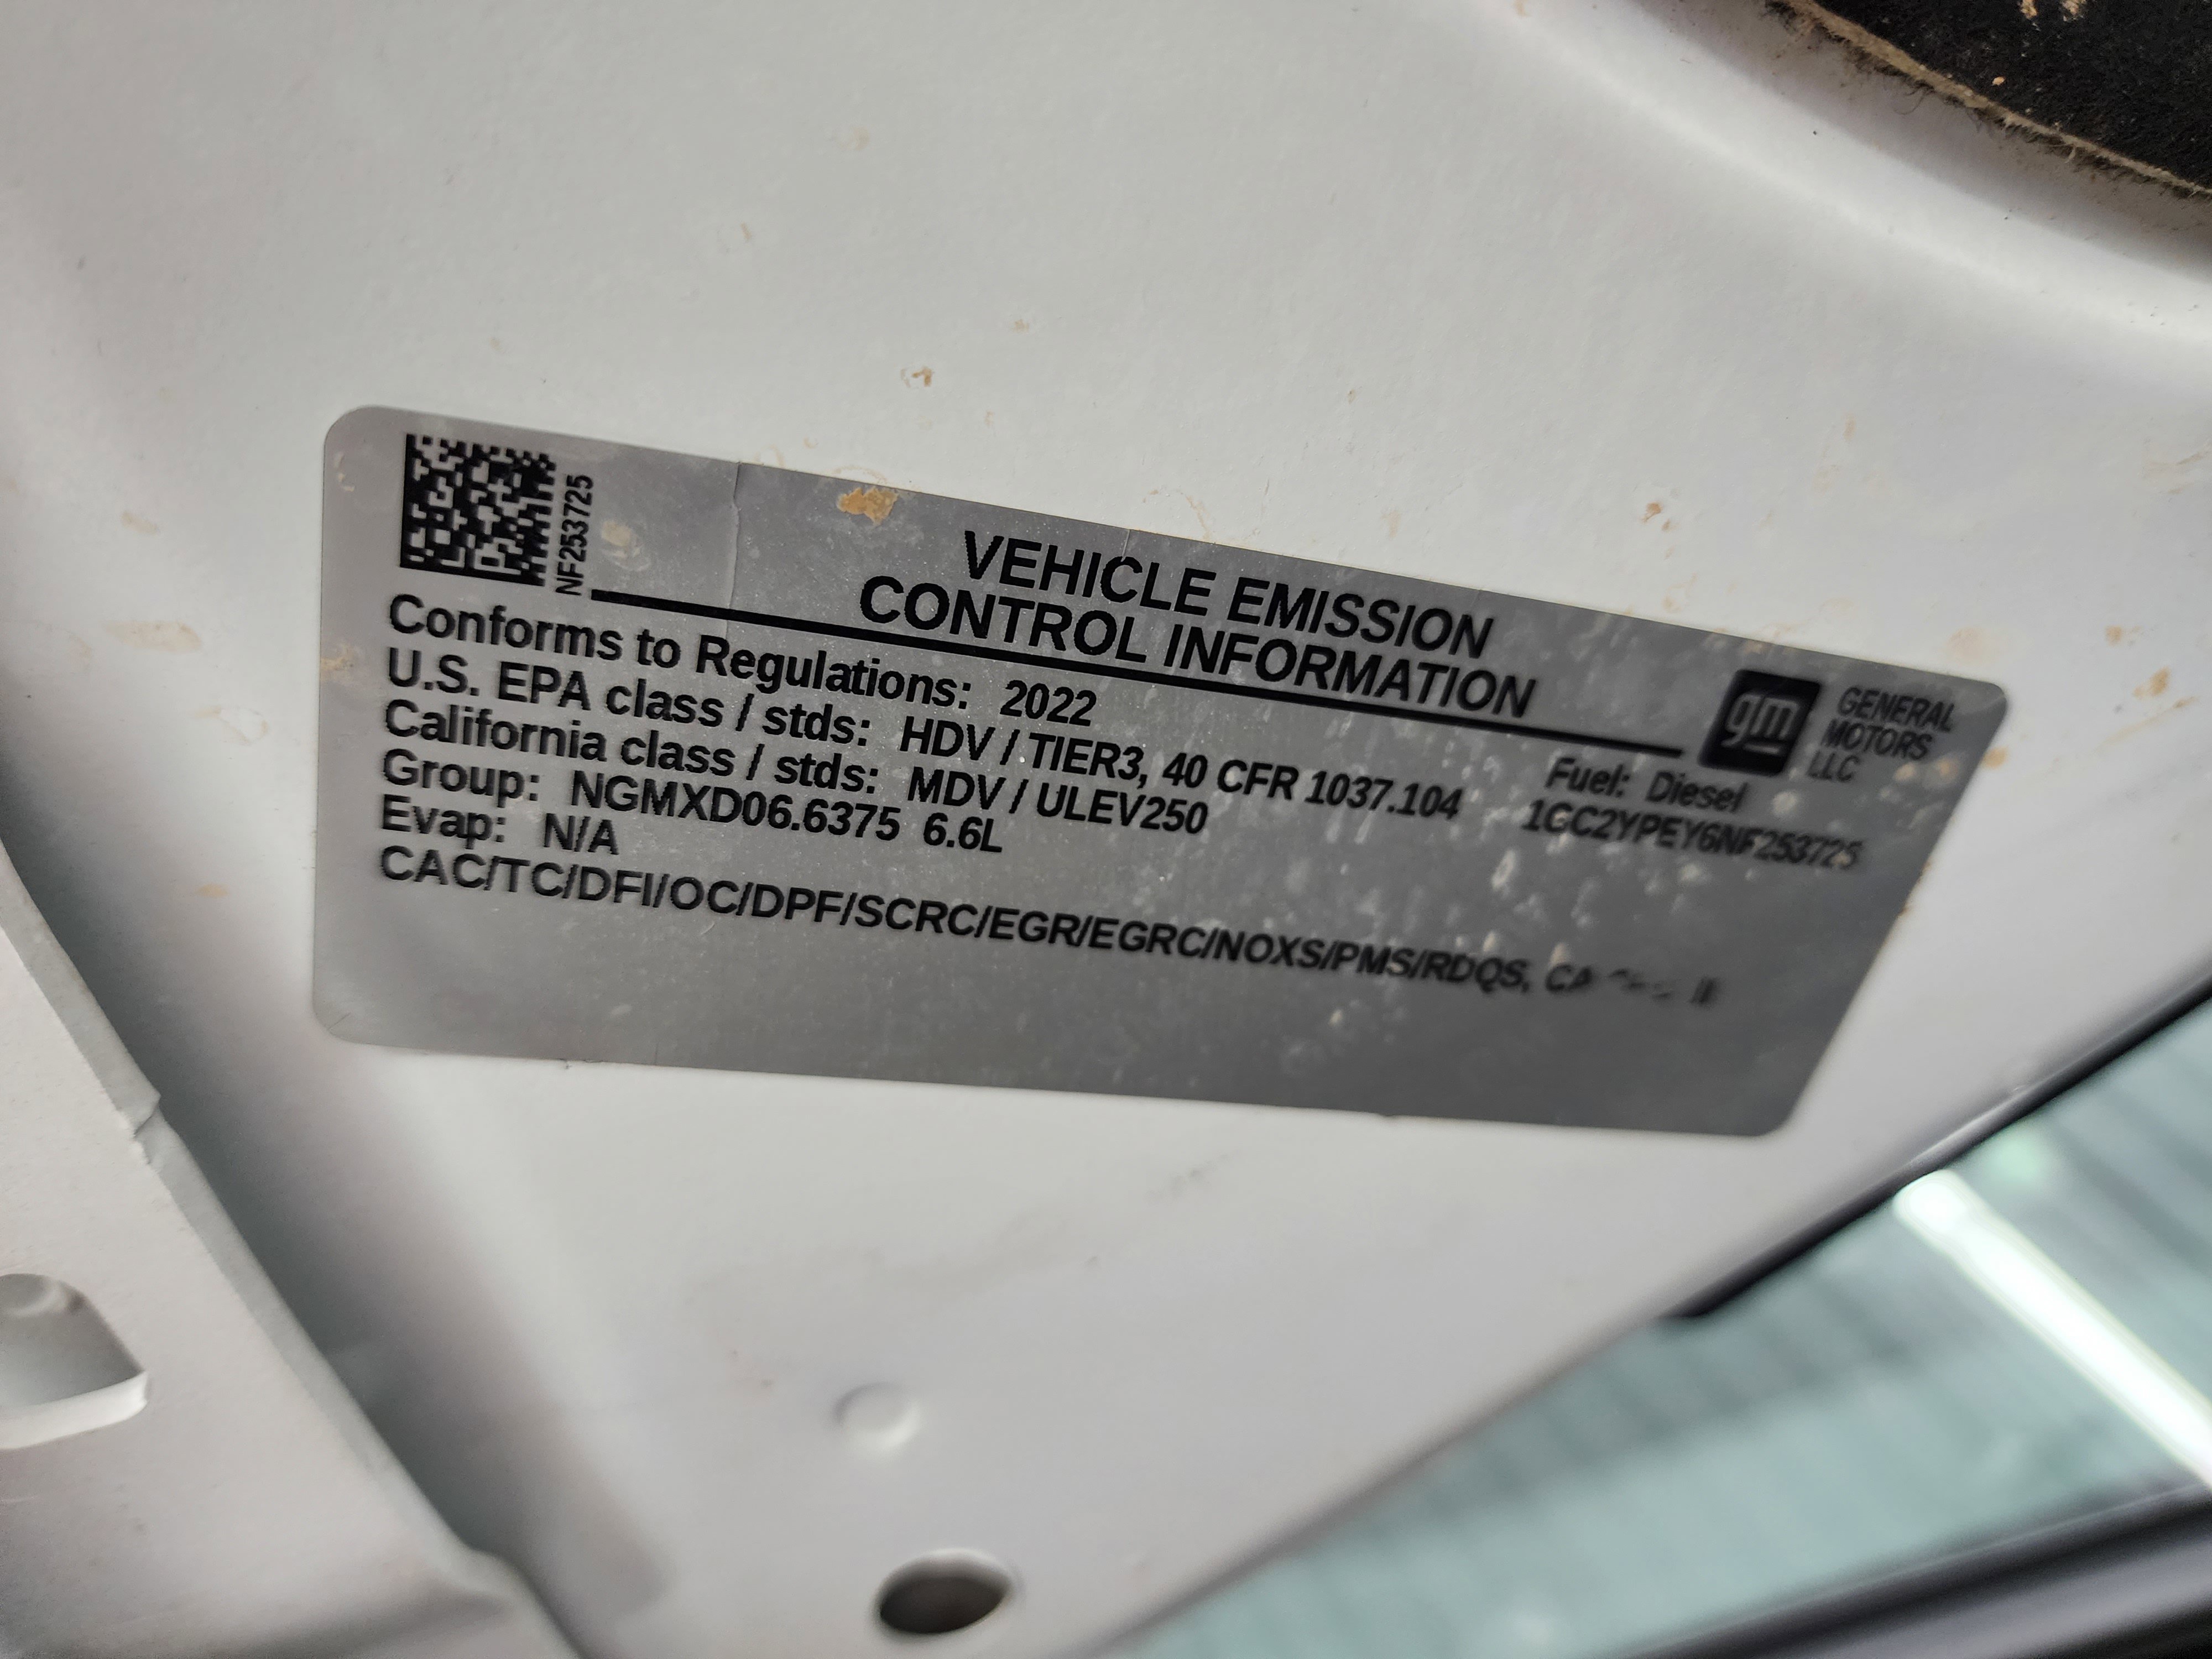 NF253725
VEHICLE EMISSION
CONTROL INFORMATION
gm
GENERAL
MOTORS
LLC
Conforms to Regulations: 2022
U.S. EPA class / stds: HDV / TIER3, 40 CFR 1037.104
Fuel: Diesel
California class / stds: MDV / ULEV250
1GC2YPEY6NF253725
Group: NGMXD06.6375 6.6L
Evap: N/A
CAC/TC/DFI/OC/DPF/SCRC/EGR/EGRC/NOXS/PMS/RDQS,